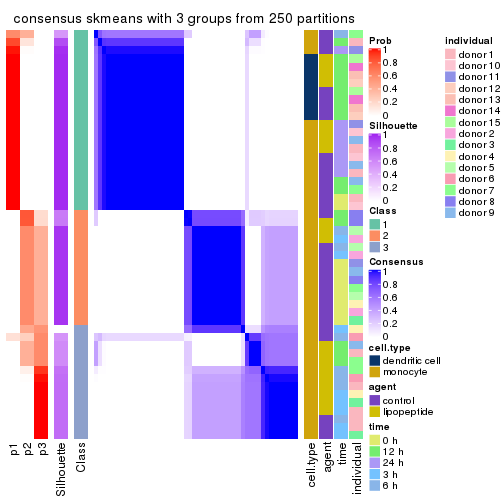 consensus skmeans with 3 groups from 250 partitions
p1
p2
p3
Silhouette
Class
cell.type
agent
time
individual
Prob
1
0.8
0.6
0.4
0.2
0
Silhouette
1
0.8
0.6
0.4
0.2
0
Class
1
2
3
Consensus
1
0.8
0.6
0.4
0.2
0
cell.type
dendritic cell
monocyte
agent
control
lipopeptide
time
0 h
12 h
24 h
3 h
6 h
individual
donor 1
donor 10
donor 11
donor 12
donor 13
donor 14
donor 15
donor 2
donor 3
donor 4
donor 5
donor 6
donor 7
donor 8
donor 9